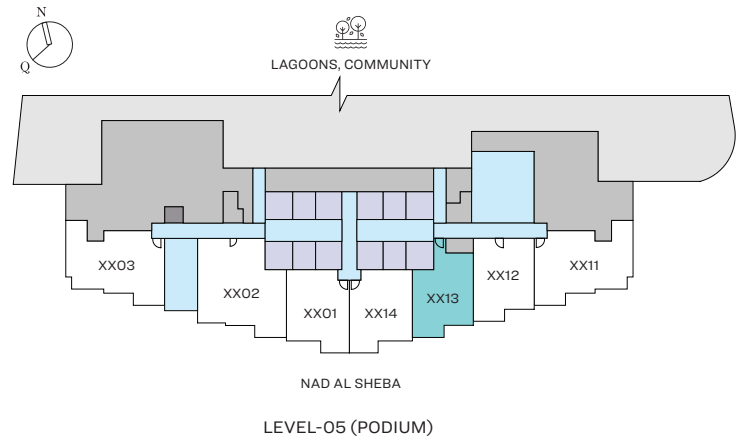 N
Q
LAGOONS, COMMUNITY
XX03
XX02
XX01
XX14
XX13
XX12
XX11
NAD AL SHEBA
LEVEL-05 (PODIUM)